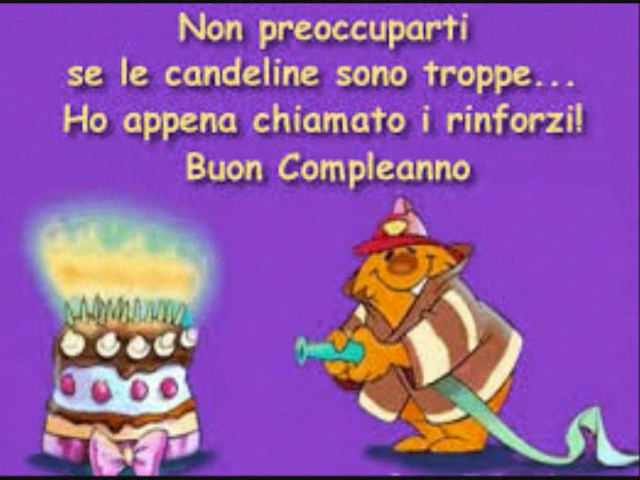 Non preoccuparti
se le candeline sono troppe...
Ho appena chiamato i rinforzi!
Buon Compleanno